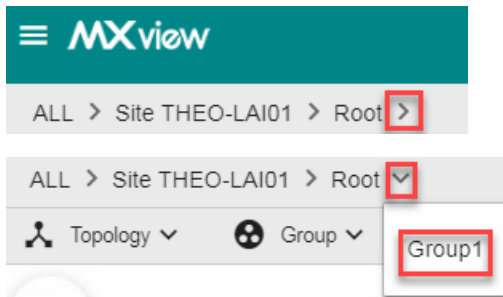 MXview
ALL > Site THEO-LAI01 > Root >
ALL > Site THEO-LAI01 > Root
Topology Group
Group1